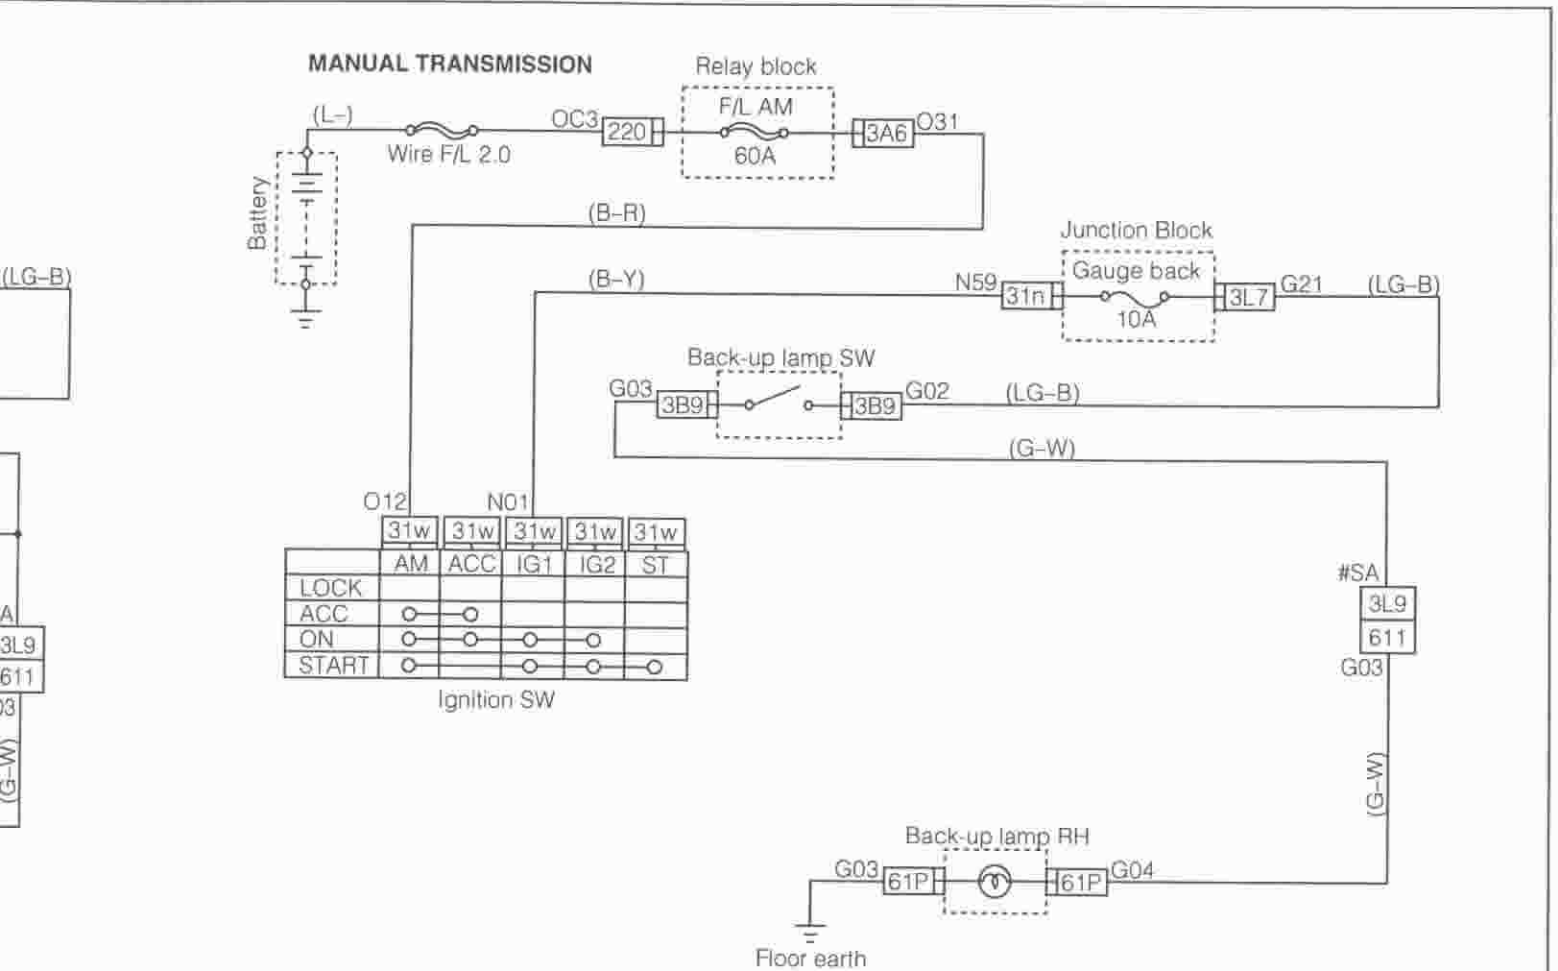 MANUAL TRANSMISSION
Relay block
(L–)
OC3
220
F/L AM
3A6
O31
Wire F/L 2.0
60A
Battery
(B–R)
Junction Block
(LG–B)
(B–Y)
N59
31n
Gauge back
3L7
G21
(LG–B)
10A
Back-up lamp SW
G03
3B9
3B9
G02
(LG–B)
(G–W)
O12
N01
31w 31w 31w 31w 31w
AM ACC IG1 IG2 ST
LOCK
ACC
ON
START
Ignition SW
#SA
3L9
611
G03
A
3L9
611
03
(G–W)
(G–W)
Back-up lamp RH
G03
61P
61P
G04
Floor earth